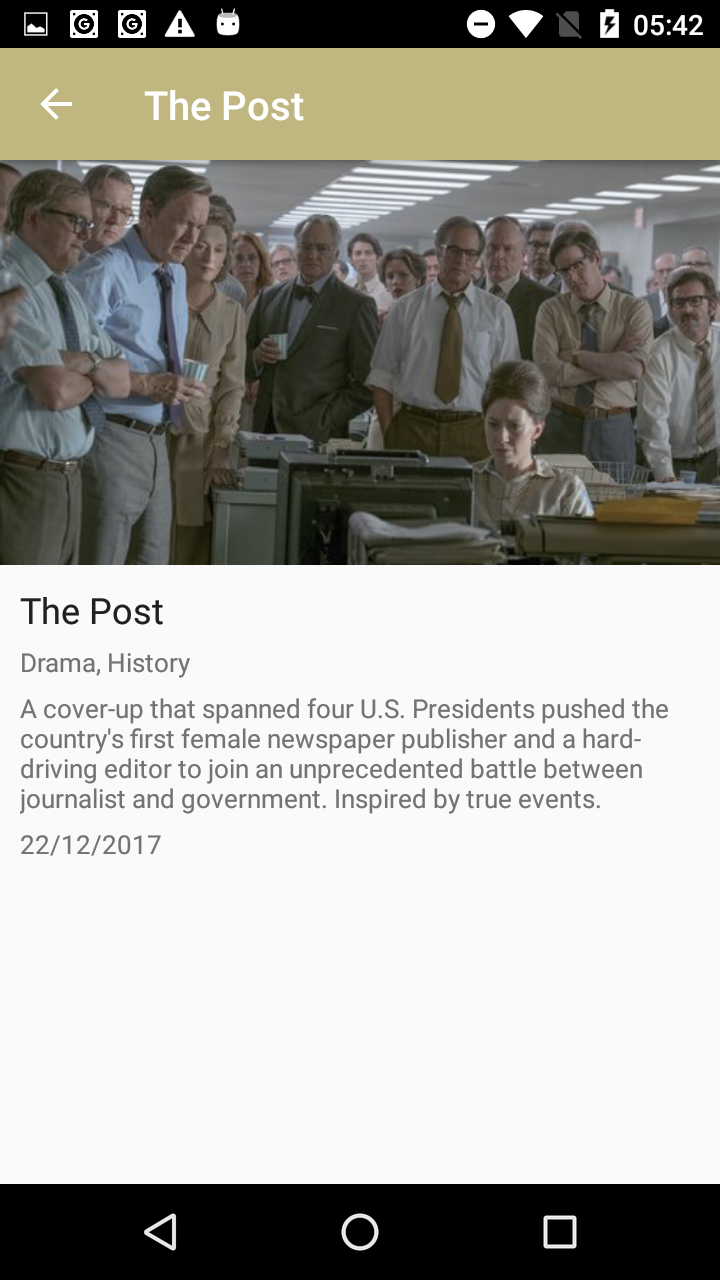 05:42
The Post
The Post
Drama, History
A cover-up that spanned four U.S. Presidents pushed the
country's first female newspaper publisher and a hard-
driving editor to join an unprecedented battle between
journalist and government. Inspired by true events.
22/12/2017